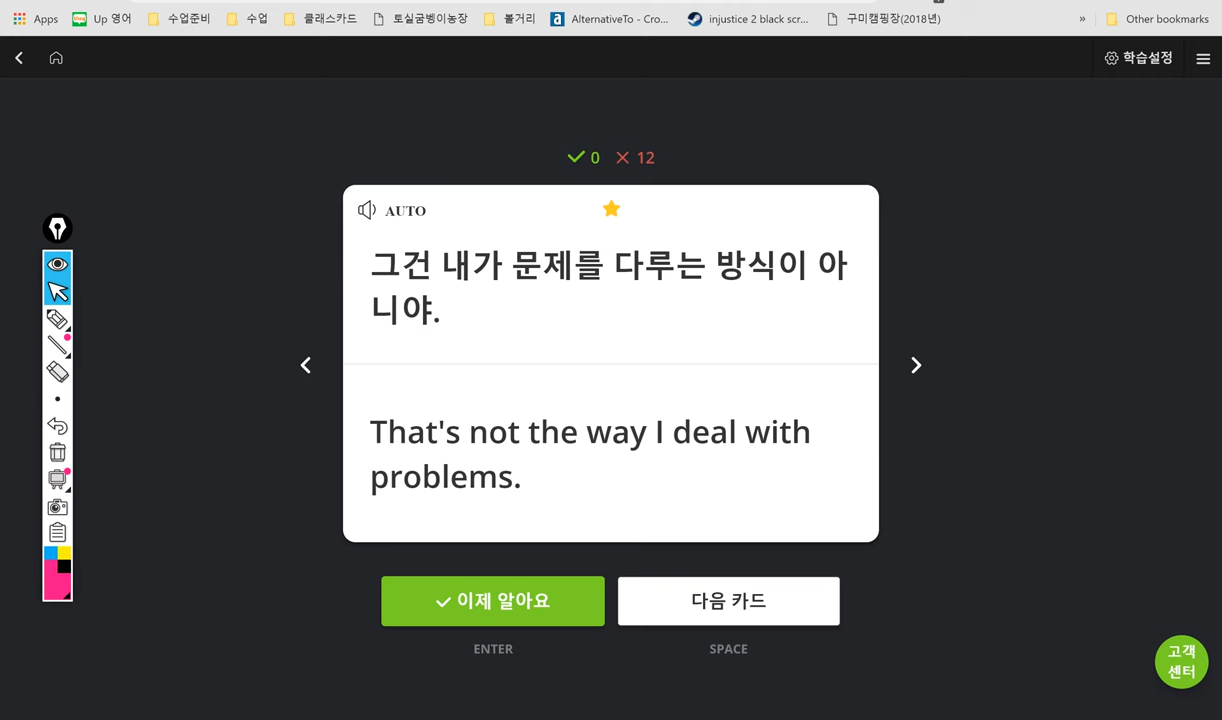 Apps Up 영어 수업준비 수업 클래스카드 토실굼벵이농장 볼거리 AlternativeTo - Cro... injustice 2 black scr... 구미캠핑장(2018년) » Other bookmarks
학습설정
0 12
AUTO
그건 내가 문제를 다루는 방식이 아
니야.
That's not the way I deal with
problems.
이제 알아요 다음 카드
ENTER SPACE
고객
센터